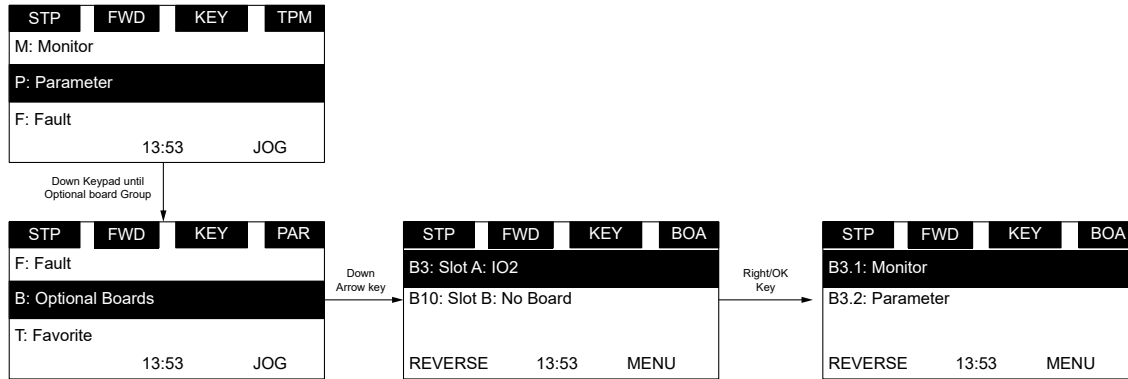 STP FWD KEY TPM
M: Monitor
P: Parameter
F: Fault
13:53 JOG
Down Keypad until
Optional board Group
STP FWD KEY PAR
F: Fault
B: Optional Boards
T: Favorite
13:53 JOG
Down
Arrow key
STP FWD KEY BOA
B3: Slot A: IO2
B10: Slot B: No Board
REVERSE 13:53 MENU
Right/OK
Key
STP FWD KEY BOA
B3.1: Monitor
B3.2: Parameter
REVERSE 13:53 MENU